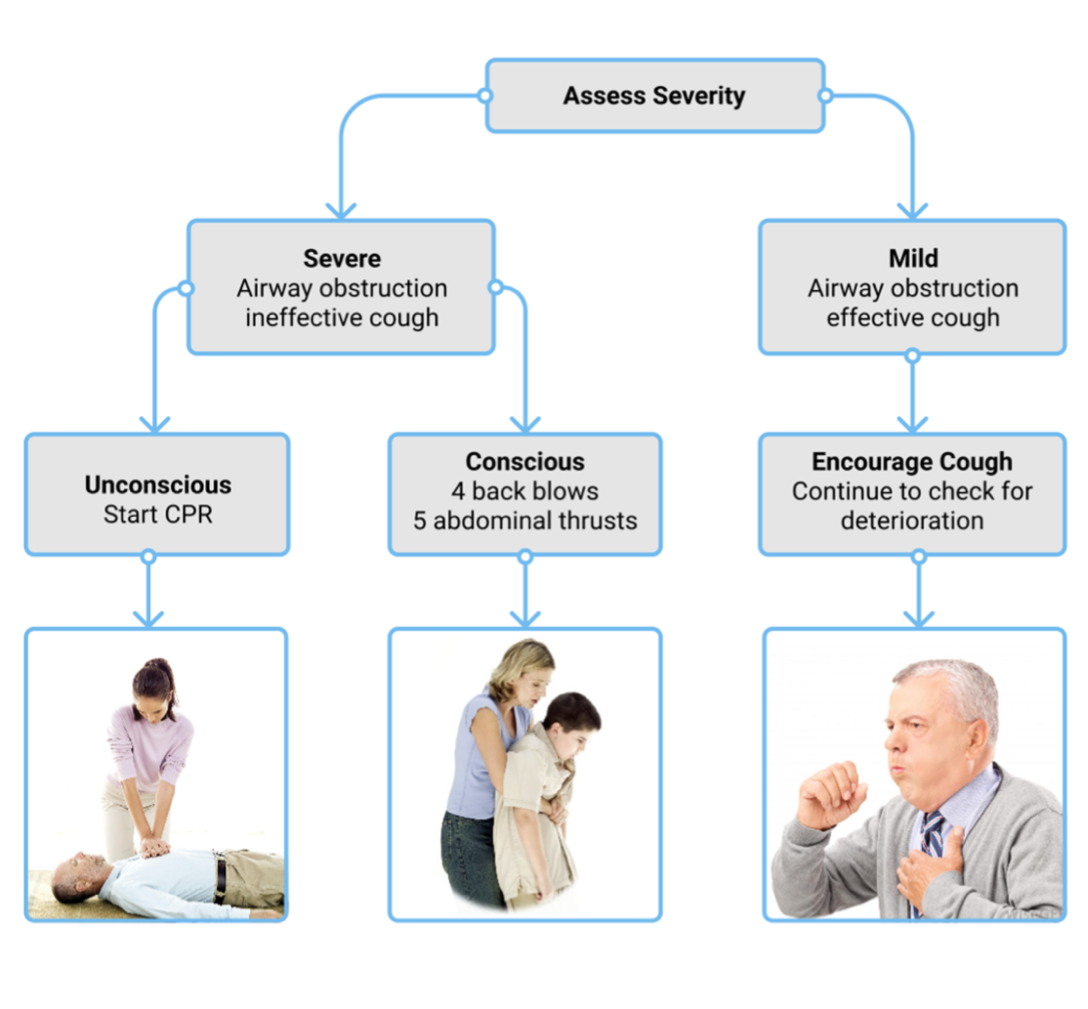 Assess Severity
Severe
Airway obstruction
ineffective cough
Mild
Airway obstruction
effective cough
Unconscious
Start CPR
Conscious
4 back blows
5 abdominal thrusts
Encourage Cough
Continue to check for
deterioration